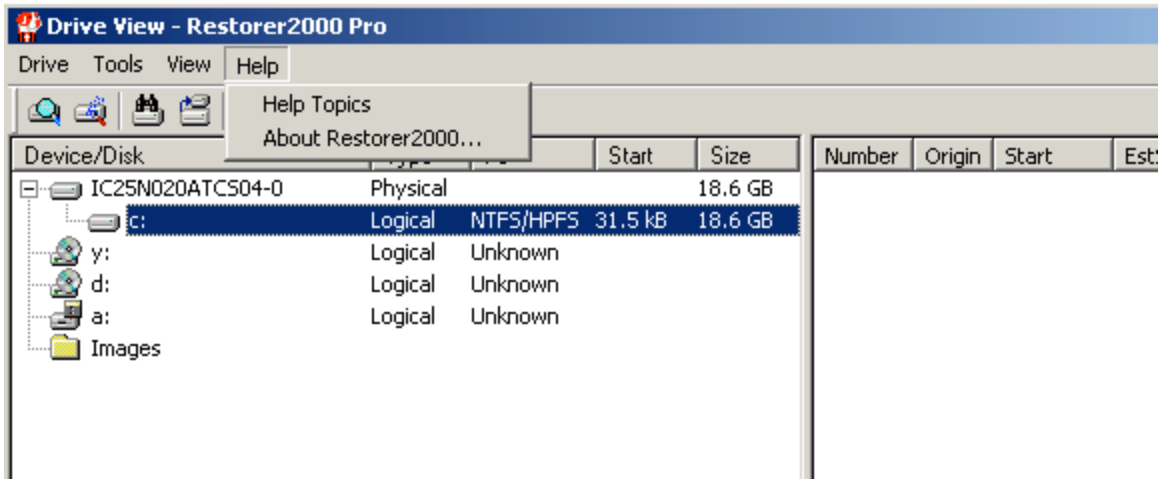 Drive View - Restorer2000 Pro
Drive Tools View Help
Help Topics
About Restorer2000...
Device/Disk Start Size Number Origin Start
IC25N020ATCS04-0 Physical 18.6 GB
c: Logical NTFS/HPFS 31.5 kB 18.6 GB
y: Logical Unknown
d: Logical Unknown
a: Logical Unknown
Images